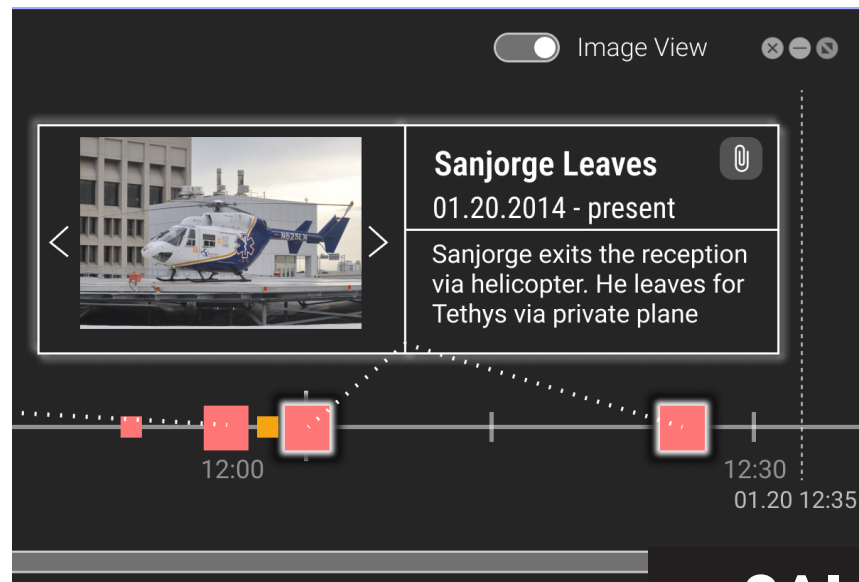 Image View
Sanjorge Leaves
01.20.2014 - present
Sanjorge exits the reception
via helicopter. He leaves for
Tethys via private plane
N623LN
12:00
12:30
01.20 12:35